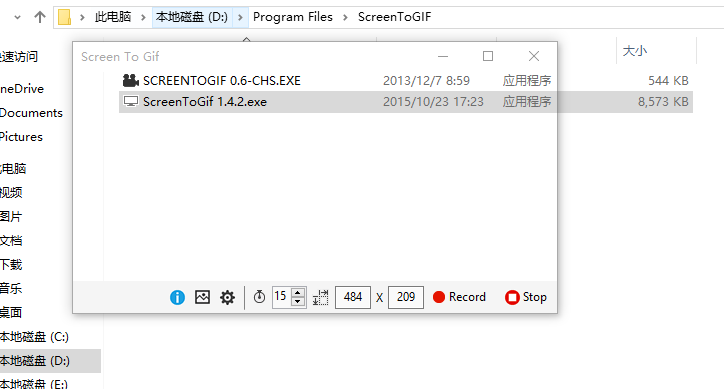 此电脑 > 本地磁盘 (D:) > Program Files > ScreenToGIF
快速访问
大小
Screen To Gif
SCREENTOGIF 0.6-CHS.EXE 2013/12/7 8:59 应用程序 544 KB
neDrive
ScreenToGif 1.4.2.exe 2015/10/23 17:23 应用程序 8,573 KB
Documents
Pictures
此电脑
视频
图片
文档
下载
音乐
15 484 X 209 Record Stop
桌面
本地磁盘 (C:)
本地磁盘 (D:)
本地磁盘 (E:)